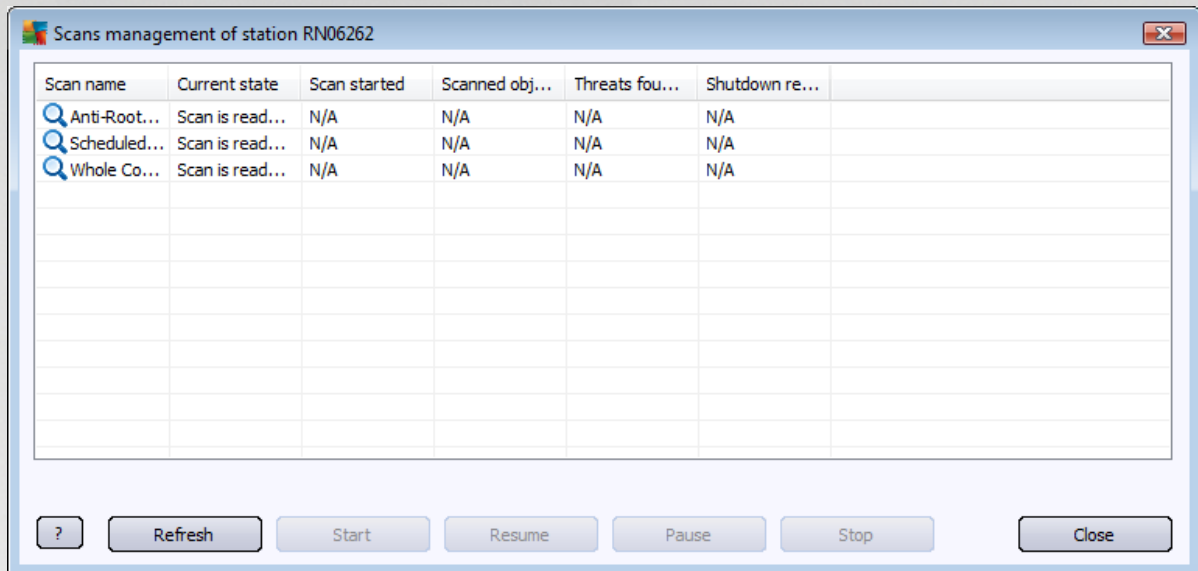 Scans management of station RN06262
Scan name Current state Scan started Scanned obj... Threats fou... Shutdown re...
Anti-Root... Scan is read... N/A N/A N/A N/A
Scheduled... Scan is read... N/A N/A N/A N/A
Whole Co... Scan is read... N/A N/A N/A N/A
? Refresh Start Resume Pause Stop Close